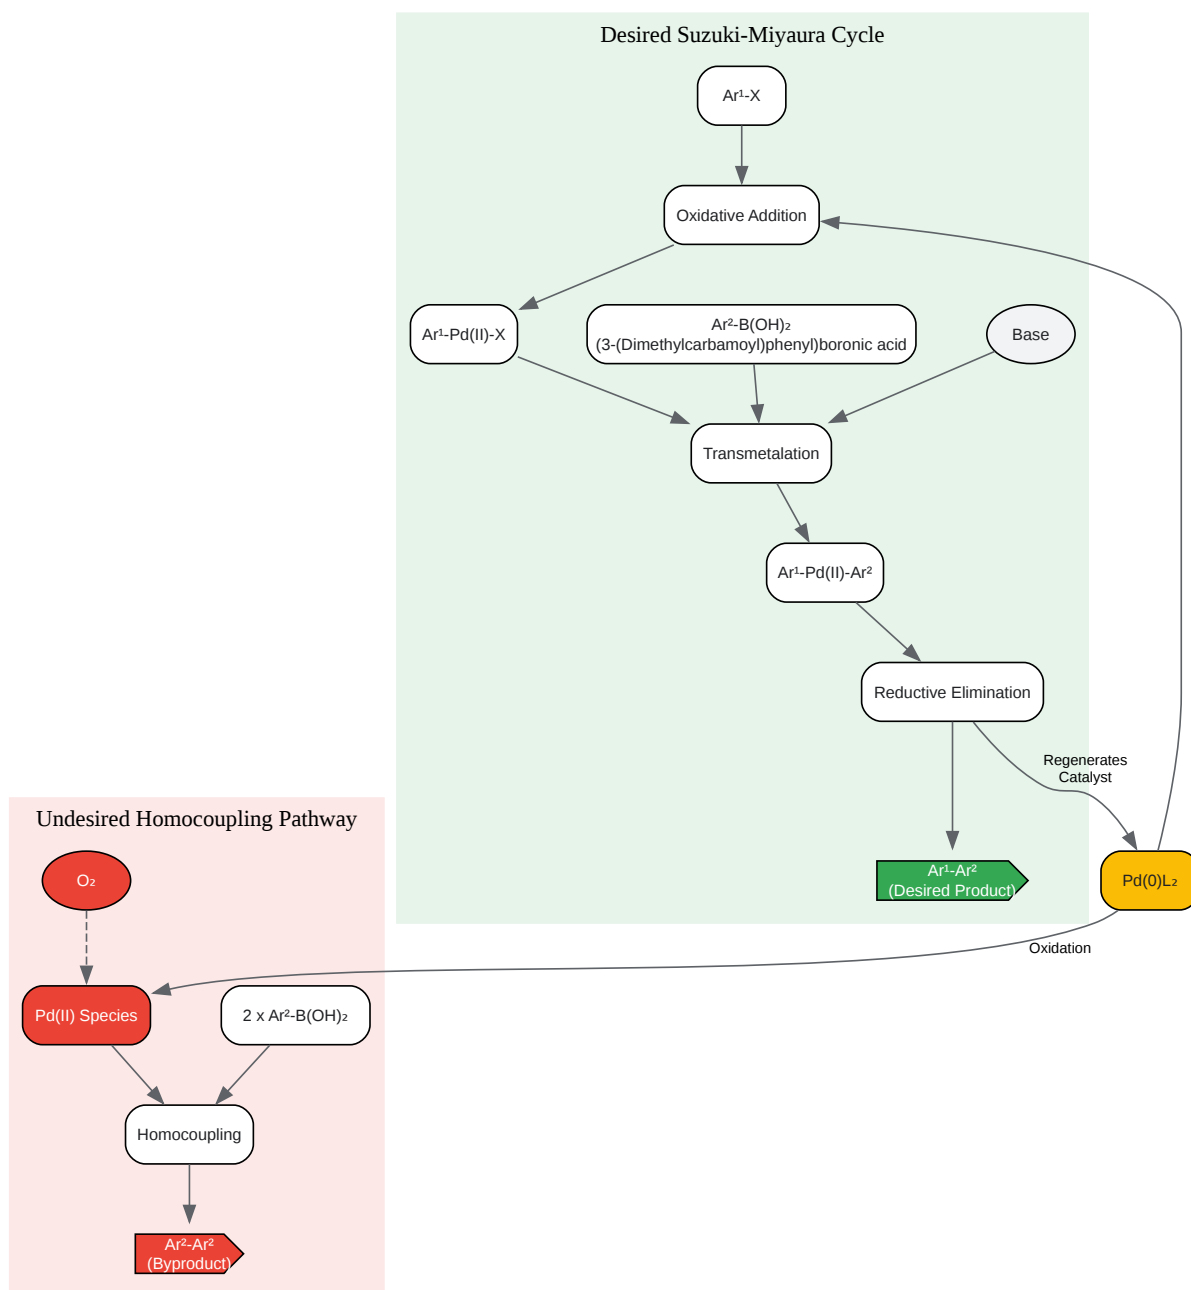 Desired Suzuki-Miyaura Cycle
Ar¹-X
Oxidative Addition
Ar¹-Pd(II)-X
Ar²-B(OH)₂
(3-(Dimethylcarbamoyl)phenyl)boronic acid
Base
Transmetalation
Ar¹-Pd(II)-Ar²
Reductive Elimination
Regenerates
Catalyst
Ar¹-Ar²
(Desired Product)
Pd(0)L₂
Oxidation
Undesired Homocoupling Pathway
O₂
Pd(II) Species
2 x Ar²-B(OH)₂
Homocoupling
Ar²-Ar²
(Byproduct)